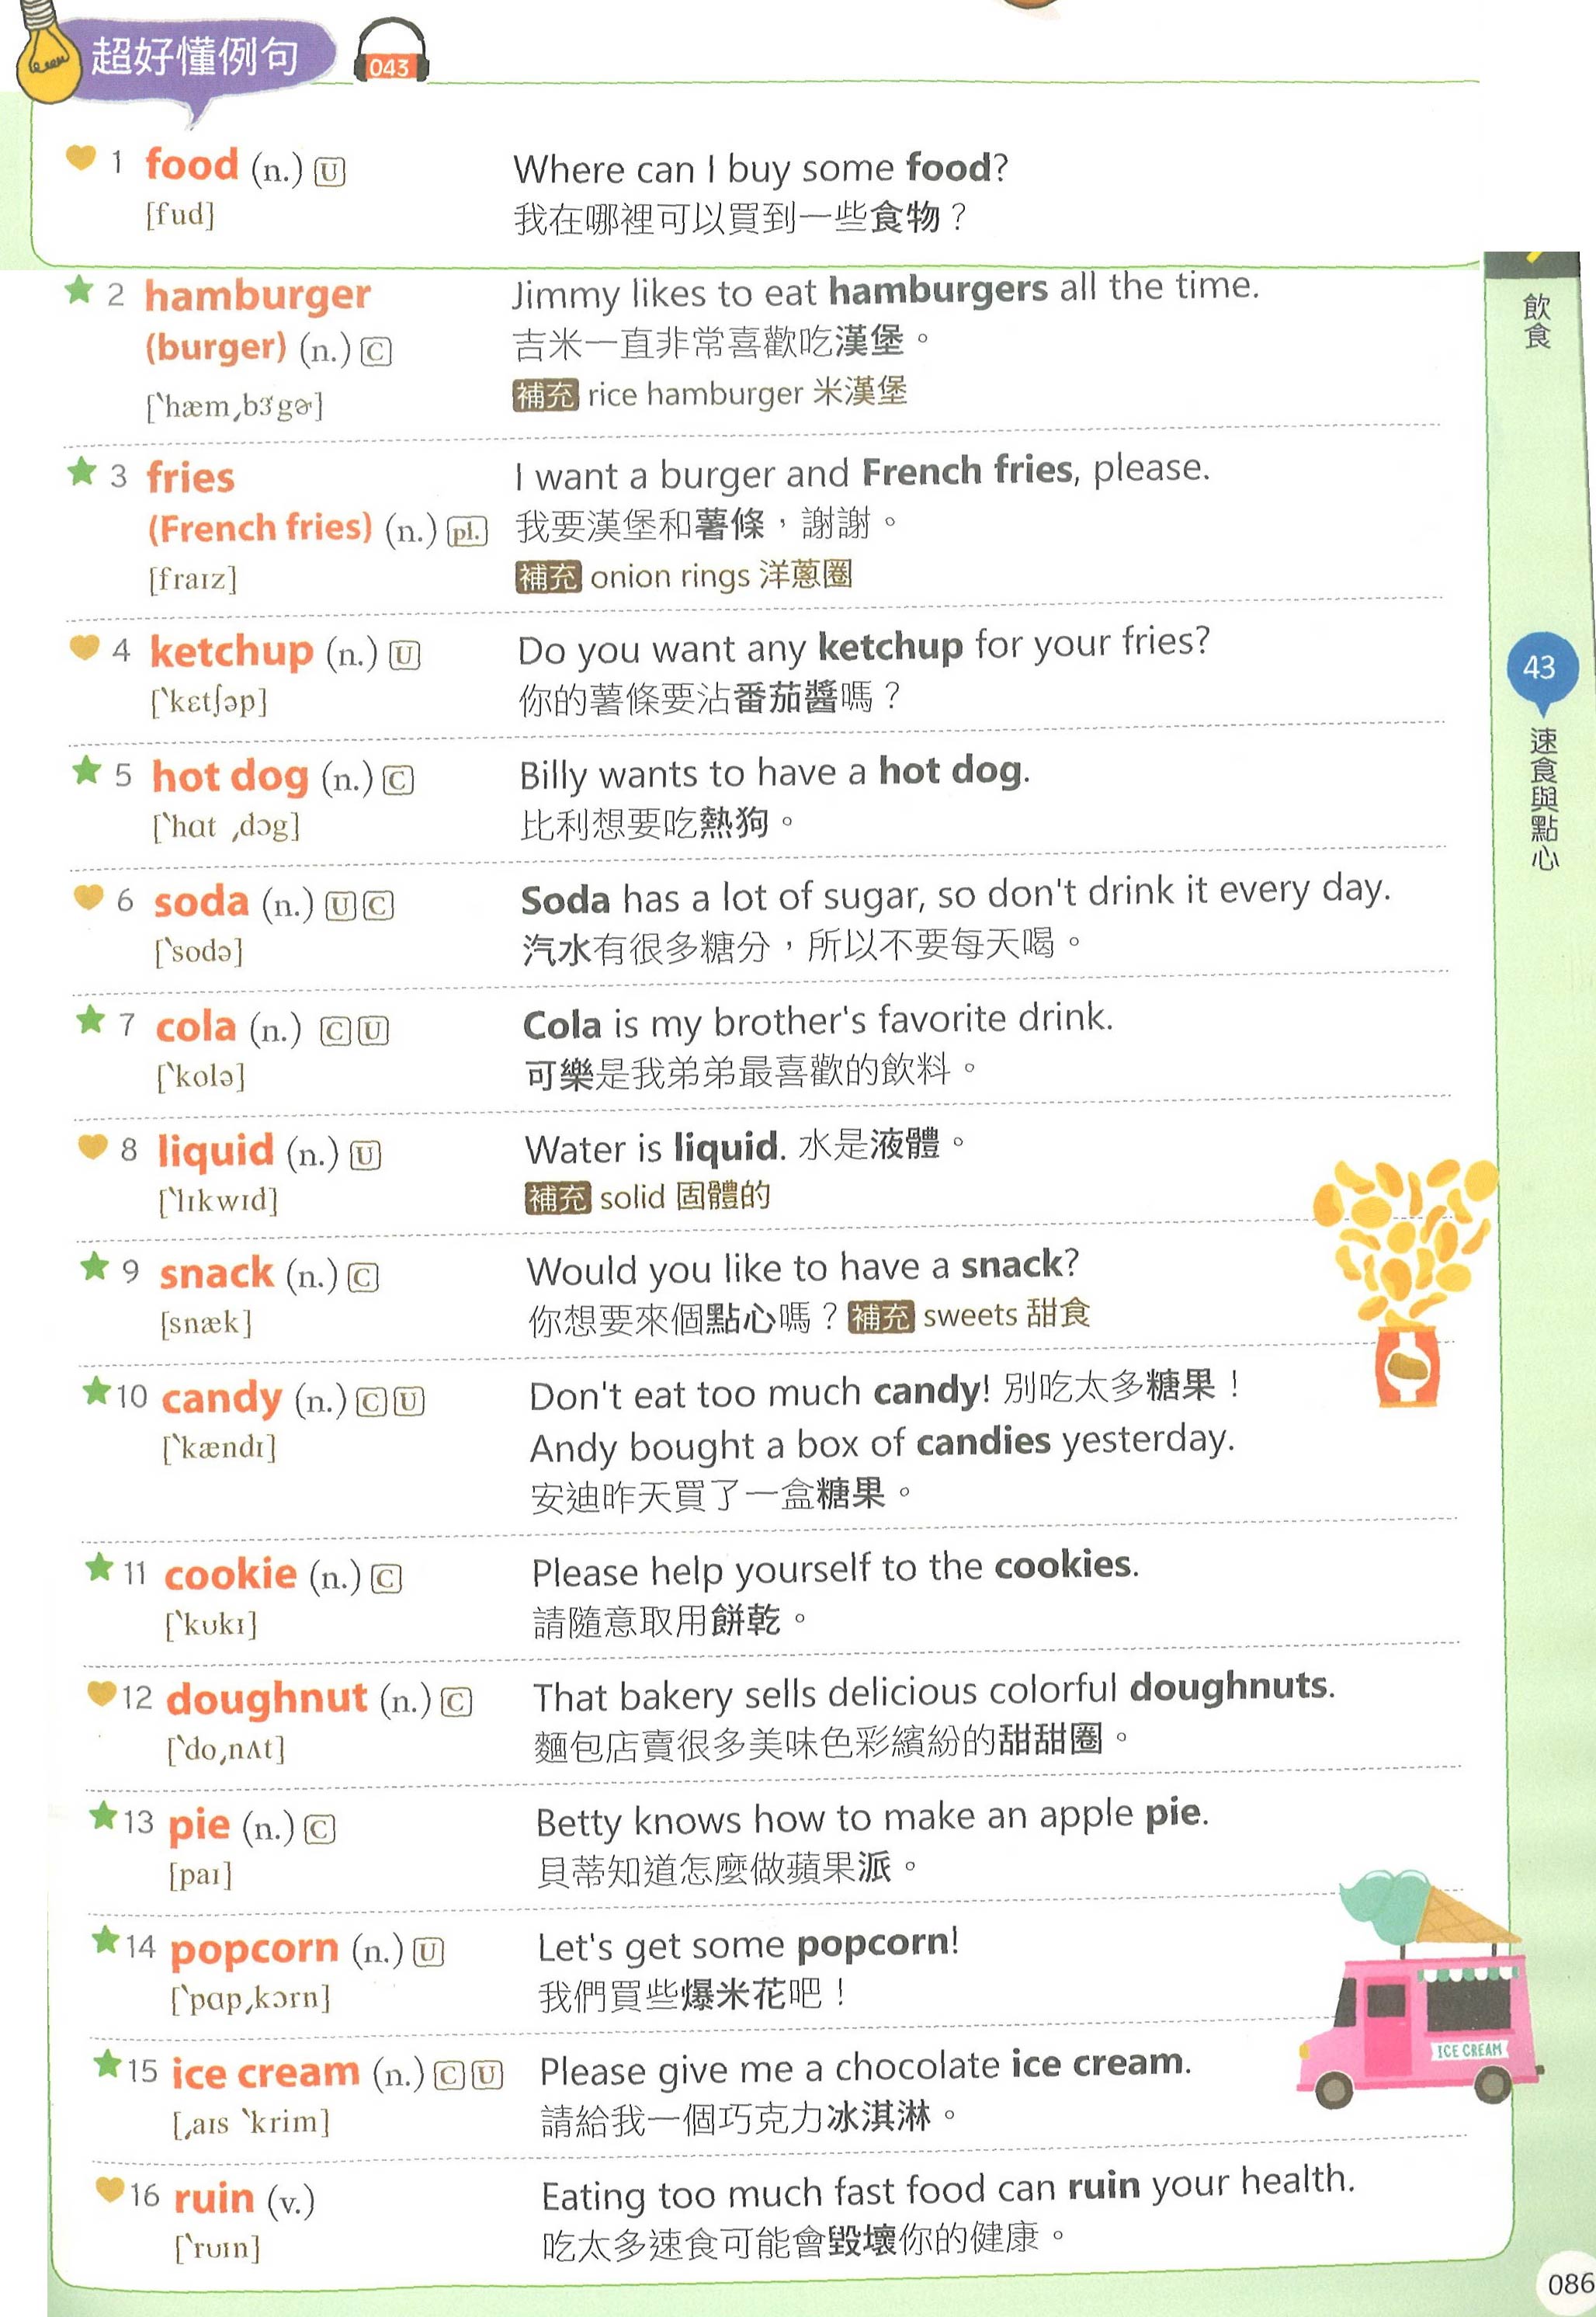 超好懂例句
043
1 food (n.) U
[fud]
Where can I buy some food?
我在哪裡可以買到一些食物？
2 hamburger
(burger) (n.) C
[ˋhæm͵bɝgɚ]
Jimmy likes to eat hamburgers all the time.
吉米一直非常喜歡吃漢堡。
補充 rice hamburger 米漢堡
3 fries
(French fries) (n.) pl.
[fraɪz]
I want a burger and French fries, please.
我要漢堡和薯條，謝謝。
補充 onion rings 洋蔥圈
4 ketchup (n.) U
[ˋkɛtʃəp]
Do you want any ketchup for your fries?
你的薯條要沾番茄醬嗎？
5 hot dog (n.) C
[ˋhɑt ͵dɔg]
Billy wants to have a hot dog.
比利想要吃熱狗。
6 soda (n.) U C
[ˋsodə]
Soda has a lot of sugar, so don't drink it every day.
汽水有很多糖分，所以不要每天喝。
7 cola (n.) C U
[ˋkolə]
Cola is my brother's favorite drink.
可樂是我弟弟最喜歡的飲料。
8 liquid (n.) U
[ˋlɪkwɪd]
Water is liquid. 水是液體。
補充 solid 固體的
9 snack (n.) C
[snæk]
Would you like to have a snack?
你想要來個點心嗎？補充 sweets 甜食
10 candy (n.) C U
[ˋkændɪ]
Don't eat too much candy! 別吃太多糖果！
Andy bought a box of candies yesterday.
安迪昨天買了一盒糖果。
11 cookie (n.) C
[ˋkʊkɪ]
Please help yourself to the cookies.
請隨意取用餅乾。
12 doughnut (n.) C
[ˋdo͵nʌt]
That bakery sells delicious colorful doughnuts.
麵包店賣很多美味色彩繽紛的甜甜圈。
13 pie (n.) C
[paɪ]
Betty knows how to make an apple pie.
貝蒂知道怎麼做蘋果派。
14 popcorn (n.) U
[ˋpɑp͵kɔrn]
Let's get some popcorn!
我們買些爆米花吧！
15 ice cream (n.) C U
[͵aɪs ˋkrim]
Please give me a chocolate ice cream.
請給我一個巧克力冰淇淋。
16 ruin (v.)
[ˋrʊɪn]
Eating too much fast food can ruin your health.
吃太多速食可能會毀壞你的健康。
飲食
43
速食與點心
ICE CREAM
086